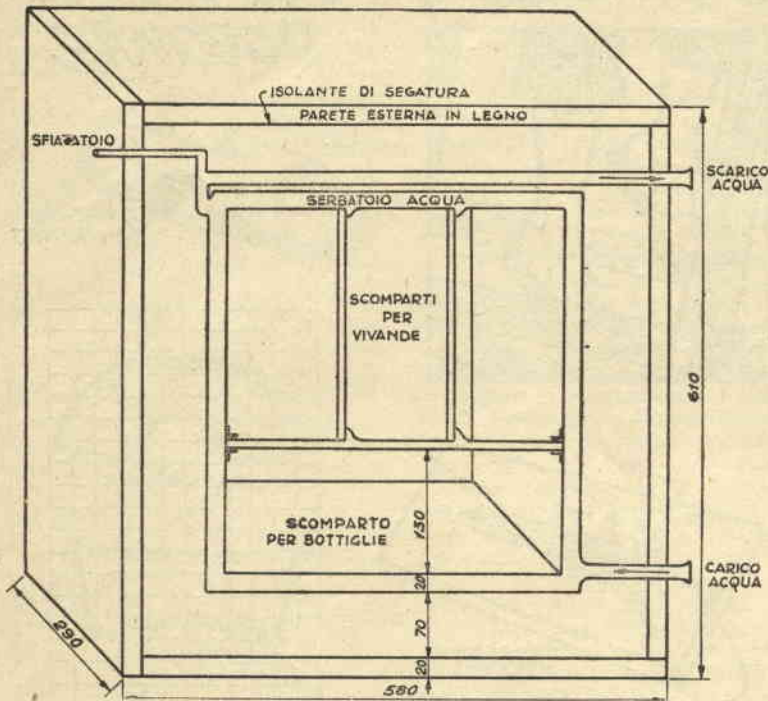 ISOLANTE DI SEGATURA
PARETE ESTERNA IN LEGNO
SFIATATOIO
SCARICO
ACQUA
SERBATOIO ACQUA
SCOMPARTI
PER
VIVANDE
610
130
SCOMPARTO
PER BOTTIGLIE
20
CARICO
ACQUA
70
290
20
580